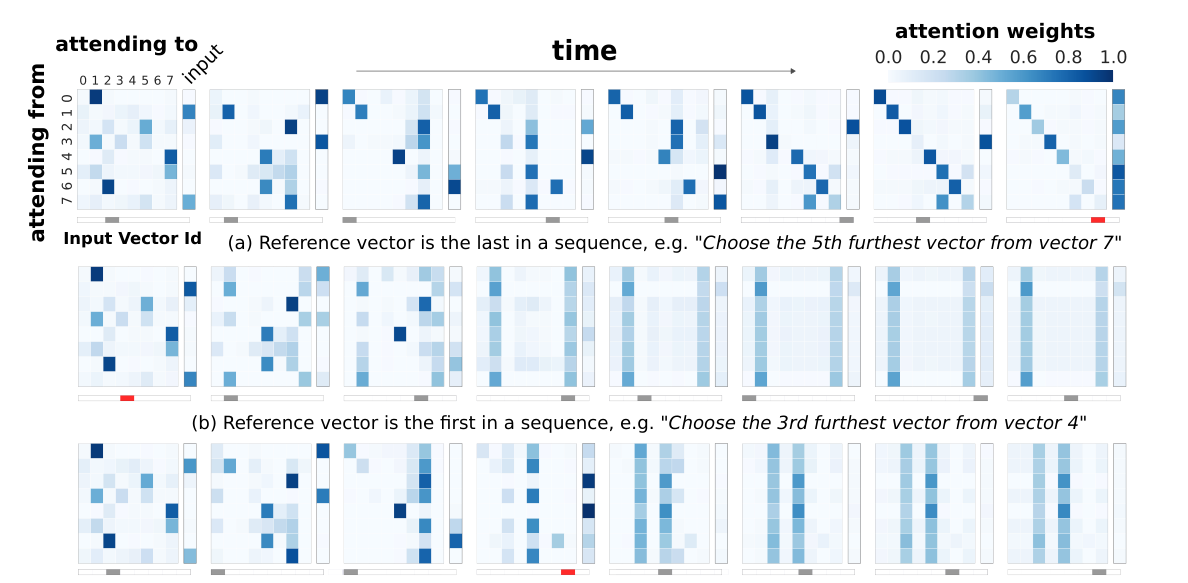 attending to
input
time
attention weights
0.0 0.2 0.4 0.6 0.8 1.0
0 1 2 3 4 5 6 7
attending from
0 1 2 3 4 5 6 7
Input Vector Id
(a) Reference vector is the last in a sequence, e.g. "Choose the 5th furthest vector from vector 7"
(b) Reference vector is the first in a sequence, e.g. "Choose the 3rd furthest vector from vector 4"